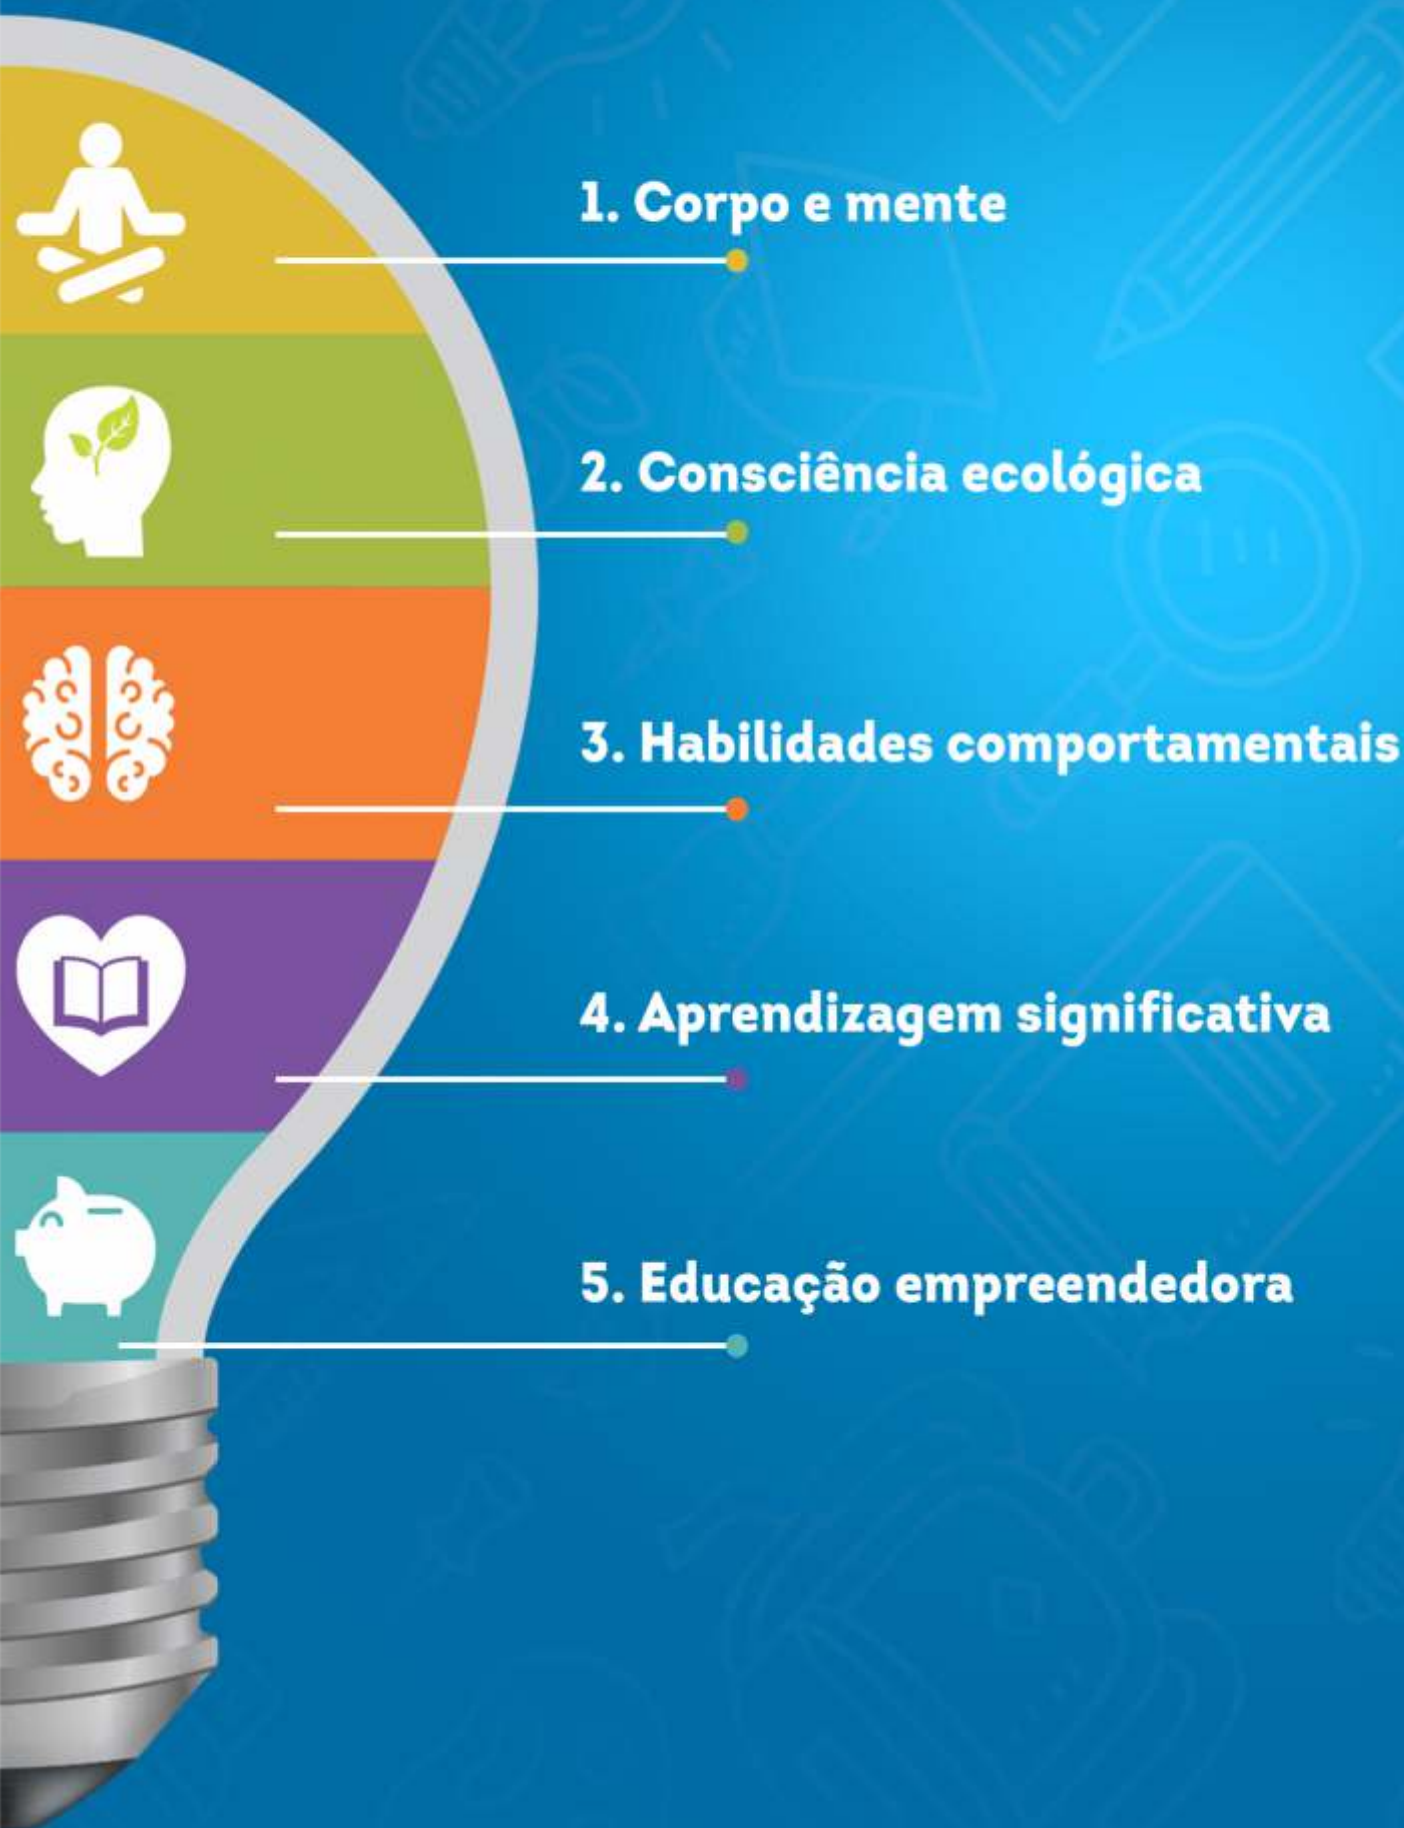 1. Corpo e mente
2. Consciência ecológica
3. Habilidades comportamentais
4. Aprendizagem significativa
5. Educação empreendedora